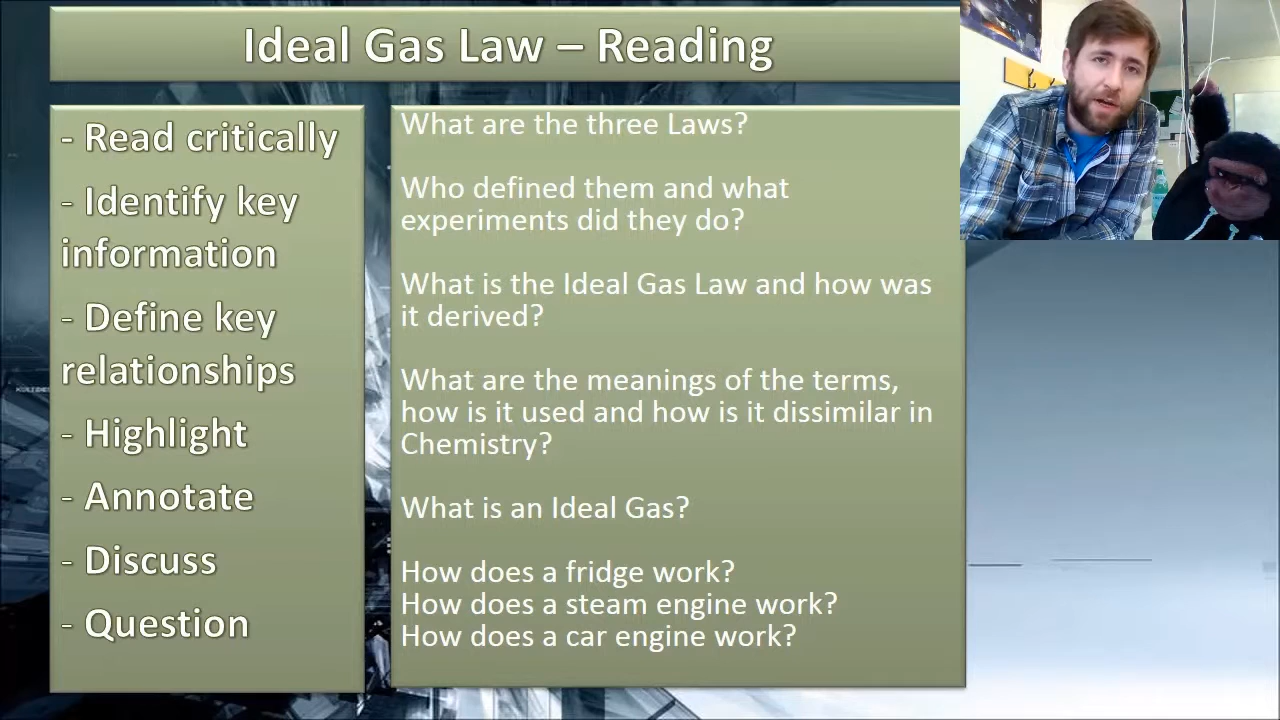 Ideal Gas Law – Reading
- Read critically
- Identify key
information
- Define key
relationships
- Highlight
- Annotate
- Discuss
- Question
What are the three Laws?
Who defined them and what
experiments did they do?
What is the Ideal Gas Law and how was
it derived?
What are the meanings of the terms,
how is it used and how is it dissimilar in
Chemistry?
What is an Ideal Gas?
How does a fridge work?
How does a steam engine work?
How does a car engine work?